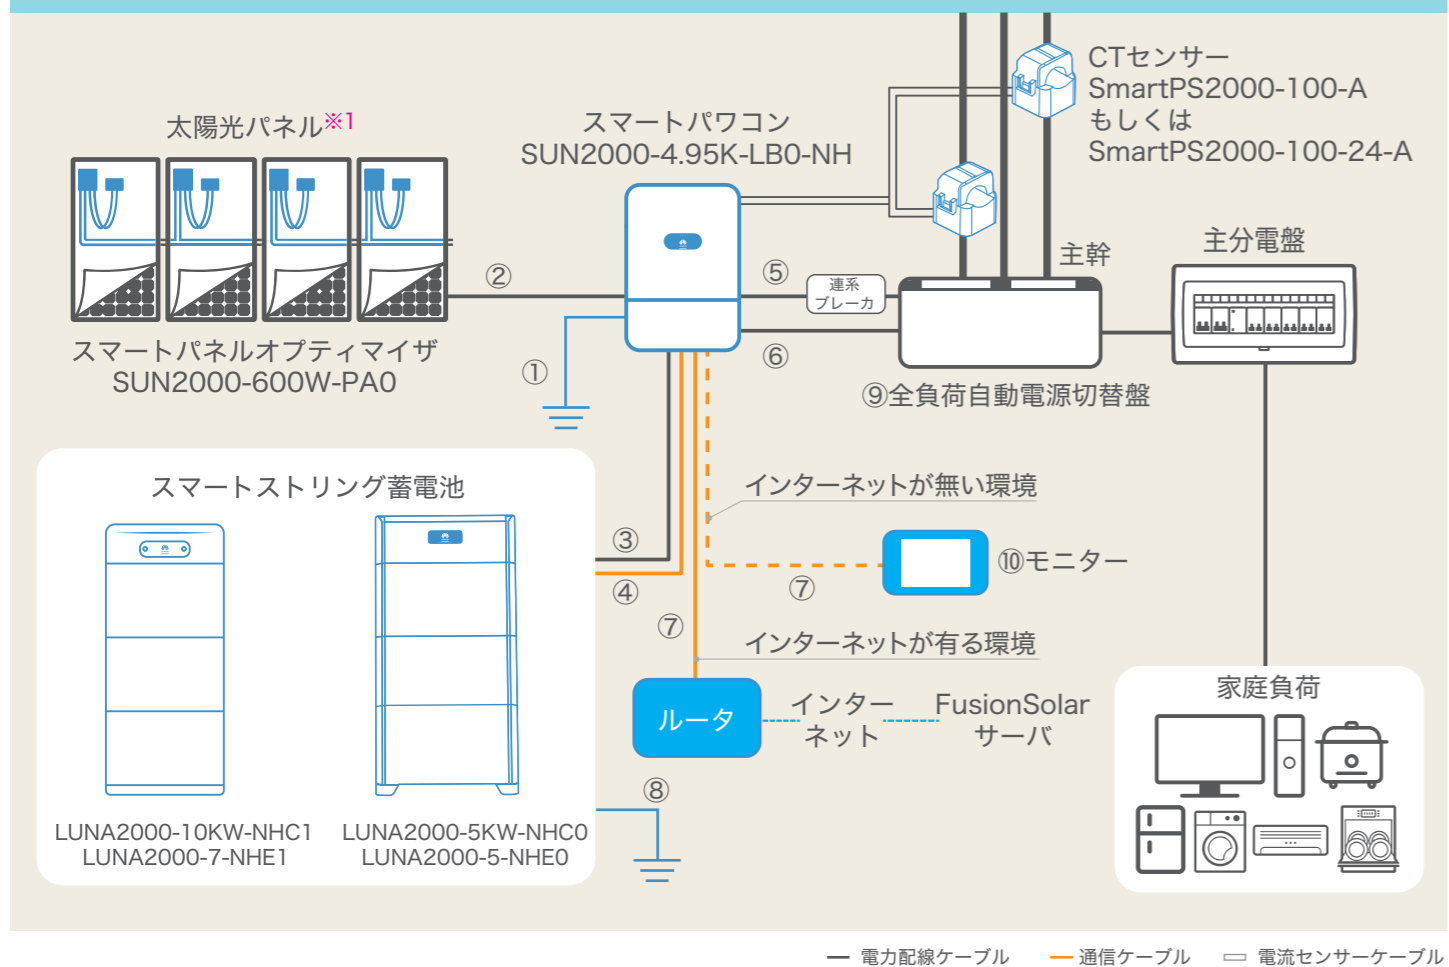 CTセンサー
SmartPS2000-100-A
もしくは
SmartPS2000-100-24-A
太陽光パネル※1
スマートパワコン
SUN2000-4.95K-LB0-NH
主幹
主分電盤
②
⑤
連系
ブレーカ
⑥
①
スマートパネルオプティマイザ
SUN2000-600W-PA0
⑨全負荷自動電源切替盤
スマートストリング蓄電池
インターネットが無い環境
③
④
⑩モニター
⑦
⑦
インターネットが有る環境
ルータ
インター
ネット
FusionSolar
サーバ
家庭負荷
⑧
LUNA2000-10KW-NHC1
LUNA2000-7-NHE1
LUNA2000-5KW-NHC0
LUNA2000-5-NHE0
電力配線ケーブル
通信ケーブル
電流センサーケーブル